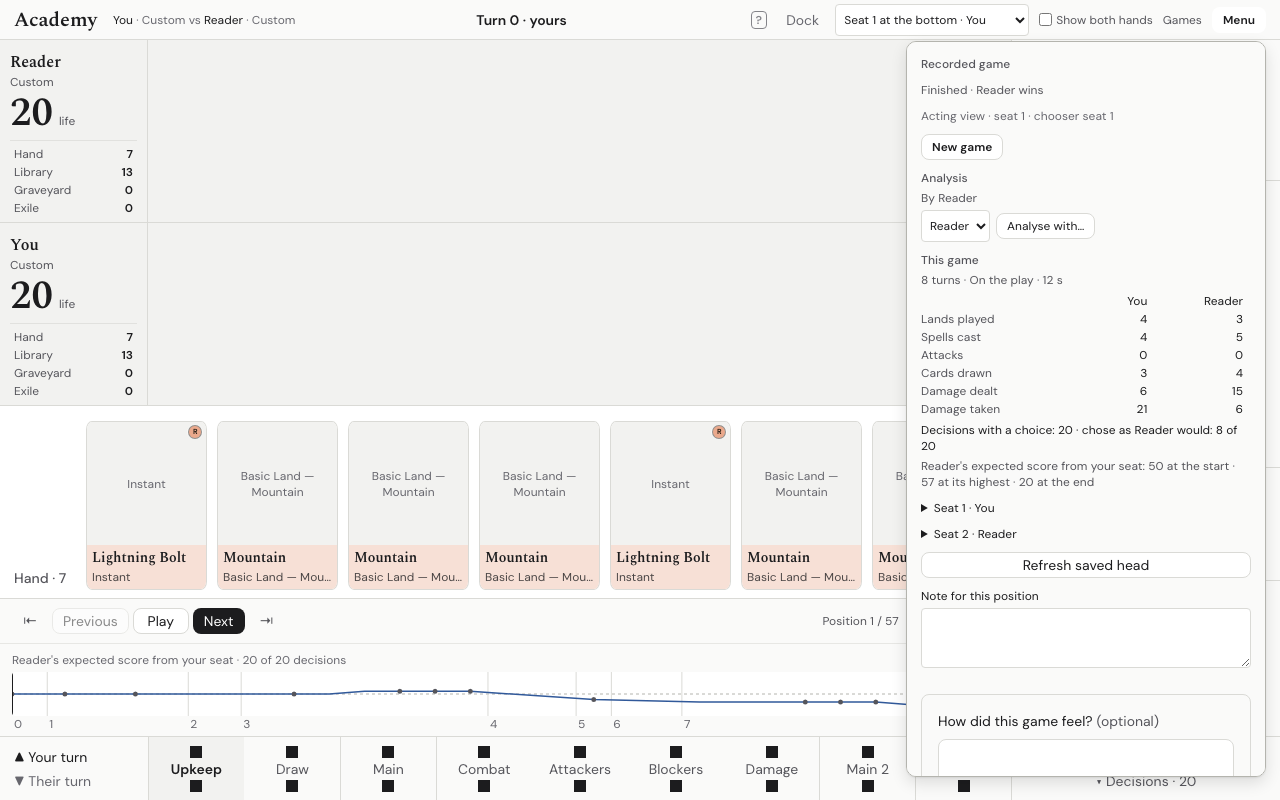 Academy
You · Custom vs Reader · Custom
Turn 0 · yours
?
Dock
Seat 1 at the bottom · You
Show both hands
Games
Menu
Reader
Custom
20 life
Hand 7
Library 13
Graveyard 0
Exile 0
You
Custom
20 life
Hand 7
Library 13
Graveyard 0
Exile 0
Recorded game
Finished · Reader wins
Acting view · seat 1 · chooser seat 1
New game
Analysis
By Reader
Reader
Analyse with...
This game
8 turns · On the play · 12 s
You Reader
Lands played 4 3
Spells cast 4 5
Attacks 0 0
Cards drawn 3 4
Damage dealt 6 15
Damage taken 21 6
Decisions with a choice: 20 · chose as Reader would: 8 of
20
Reader's expected score from your seat: 50 at the start ·
57 at its highest · 20 at the end
Seat 1 · You
Seat 2 · Reader
Refresh saved head
Note for this position
How did this game feel? (optional)
Hand · 7
R
Instant
Lightning Bolt
Instant
Basic Land —
Mountain
Mountain
Basic Land — Mou...
Basic Land —
Mountain
Mountain
Basic Land — Mou...
Basic Land —
Mountain
Mountain
Basic Land — Mou...
R
Instant
Lightning Bolt
Instant
Basic Land —
Mountain
Mountain
Basic Land — Mou...
Previous
Play
Next
Position 1 / 57
Reader's expected score from your seat · 20 of 20 decisions
0 1 2 3 4 5 6 7
▲ Your turn
▼ Their turn
Upkeep
Draw
Main
Combat
Attackers
Blockers
Damage
Main 2
Decisions · 20